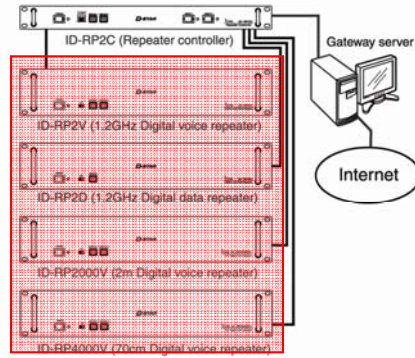 D-STAR
ID-RP2C (Repeater controller)
Gateway server
D-STAR
ID-RP2V (1.2GHz Digital voice repeater)
D-STAR
ID-RP2D (1.2GHz Digital data repeater)
Internet
D-STAR
ID-RP2000V (2m Digital voice repeater)
D-STAR
ID-RP4000V (70cm Digital voice repeater)